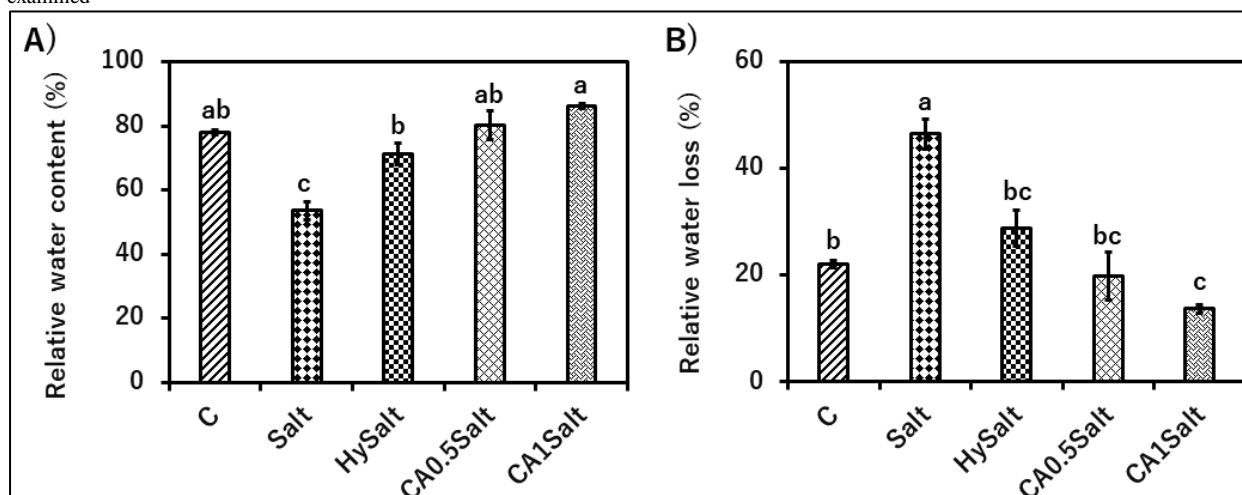 examined
A)
Relative water content (%)
100
80
60
40
20
0
ab
c
b
ab
a
C
Salt
HySalt
CA0.5Salt
CA1Salt
B)
Relative water loss (%)
60
40
20
0
b
a
bc
bc
c
C
Salt
HySalt
CA0.5Salt
CA1Salt